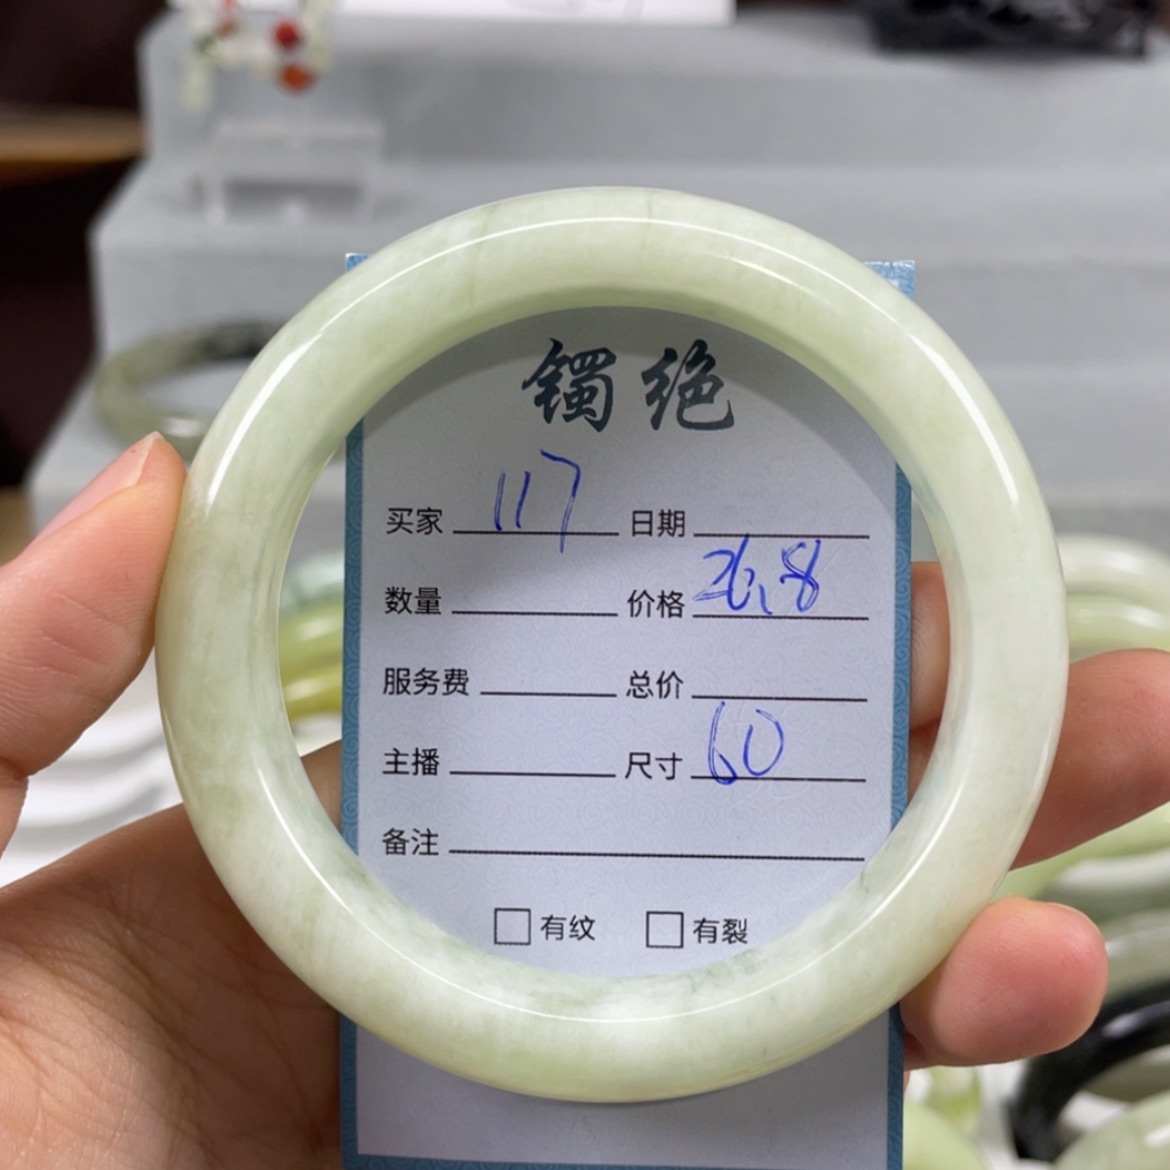 镯绝
买家 117 日期
数量 价格 26.8
服务费 总价
主播 尺寸 60
备注
有纹 有裂